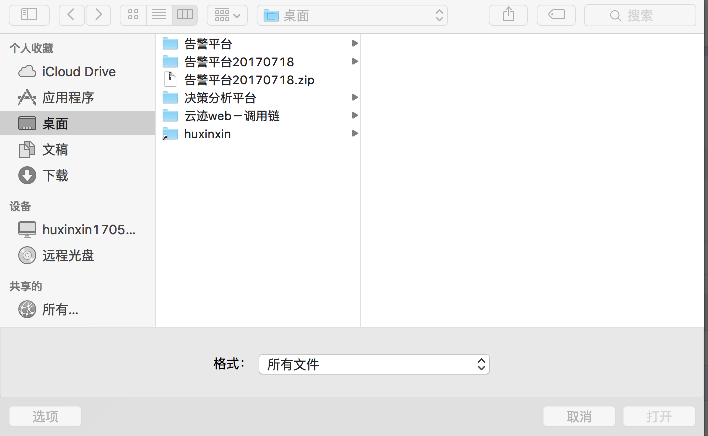 桌面
搜索
个人收藏
iCloud Drive
应用程序
桌面
文稿
下载
设备
huxinxin1705...
远程光盘
共享的
所有...
告警平台
告警平台20170718
告警平台20170718.zip
决策分析平台
云迹web－调用链
huxinxin
格式：
所有文件
选项
取消
打开